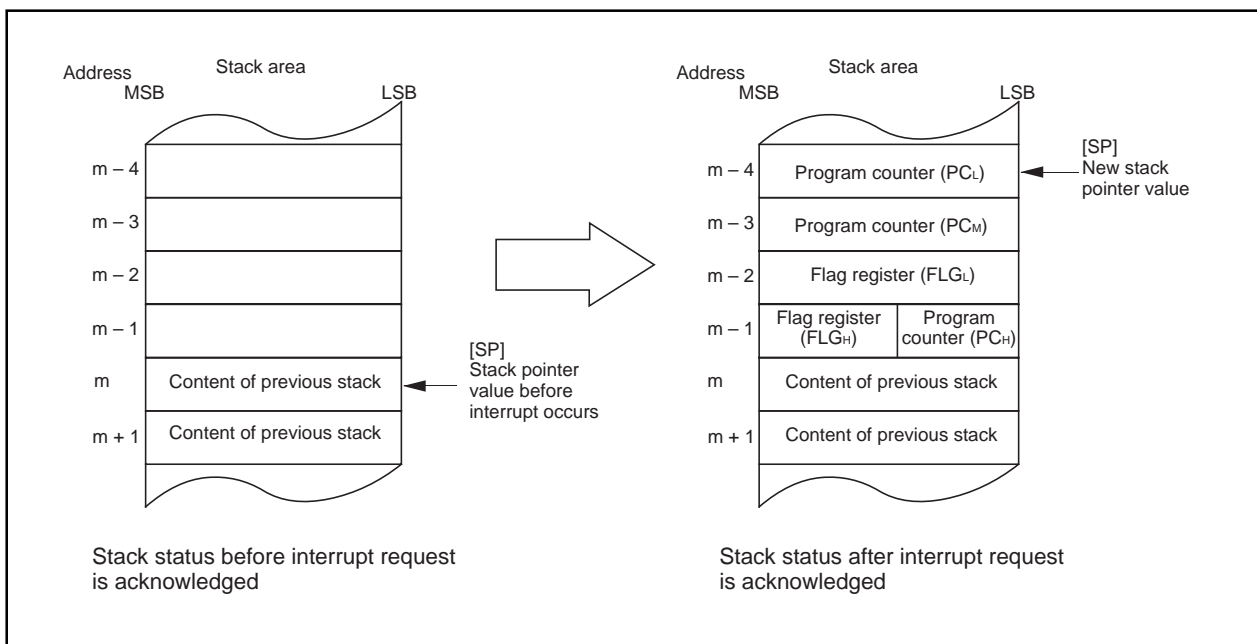 Address
Stack area
MSB
LSB
m – 4
m – 3
m – 2
m – 1
m
Content of previous stack
m + 1
Content of previous stack
[SP]
Stack pointer
value before
interrupt occurs
Stack status before interrupt request
is acknowledged
Address
Stack area
MSB
LSB
m – 4
Program counter (PCL)
[SP]
New stack
pointer value
m – 3
Program counter (PCM)
m – 2
Flag register (FLGL)
m – 1
Flag register
(FLGH)
Program
counter (PCH)
m
Content of previous stack
m + 1
Content of previous stack
Stack status after interrupt request
is acknowledged